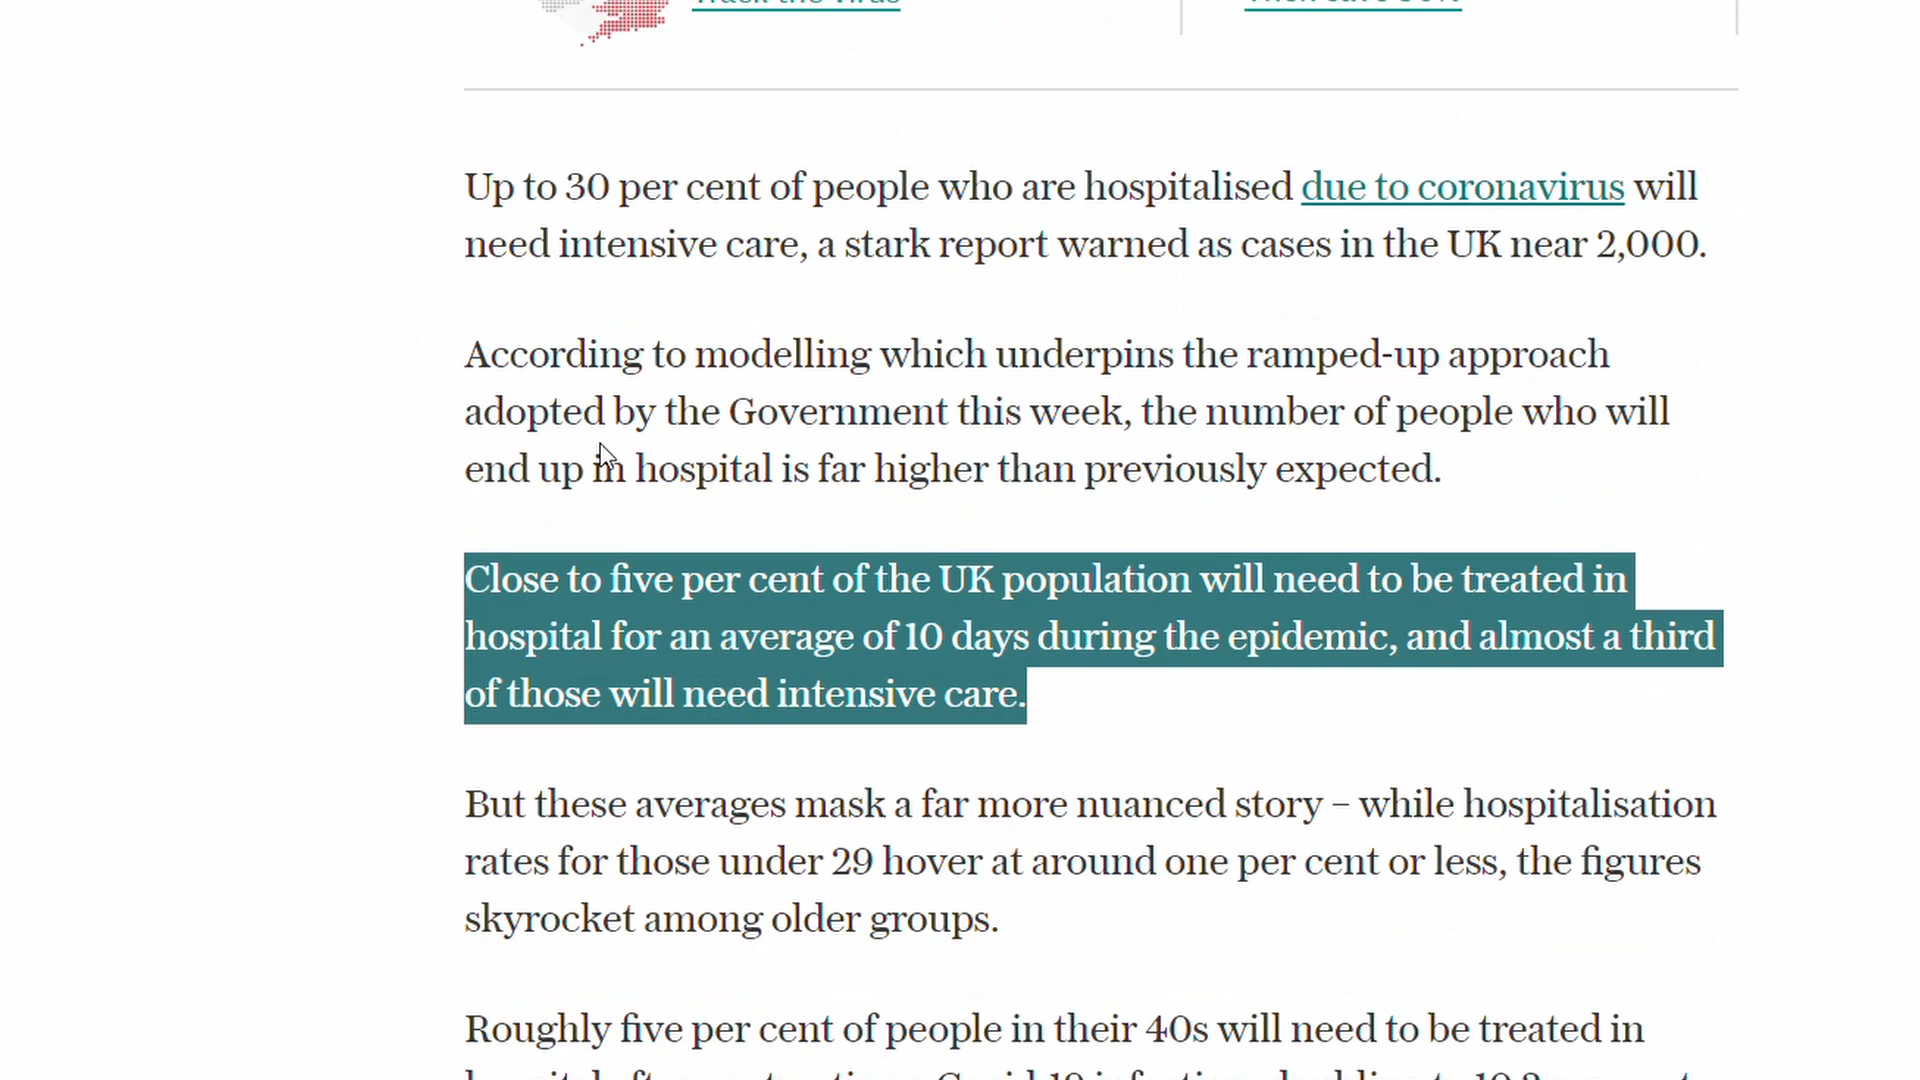 Track the virus
Up to 30 per cent of people who are hospitalised due to coronavirus will
need intensive care, a stark report warned as cases in the UK near 2,000.
According to modelling which underpins the ramped-up approach
adopted by the Government this week, the number of people who will
end up in hospital is far higher than previously expected.
Close to five per cent of the UK population will need to be treated in
hospital for an average of 10 days during the epidemic, and almost a third
of those will need intensive care.
But these averages mask a far more nuanced story – while hospitalisation
rates for those under 29 hover at around one per cent or less, the figures
skyrocket among older groups.
Roughly five per cent of people in their 40s will need to be treated in